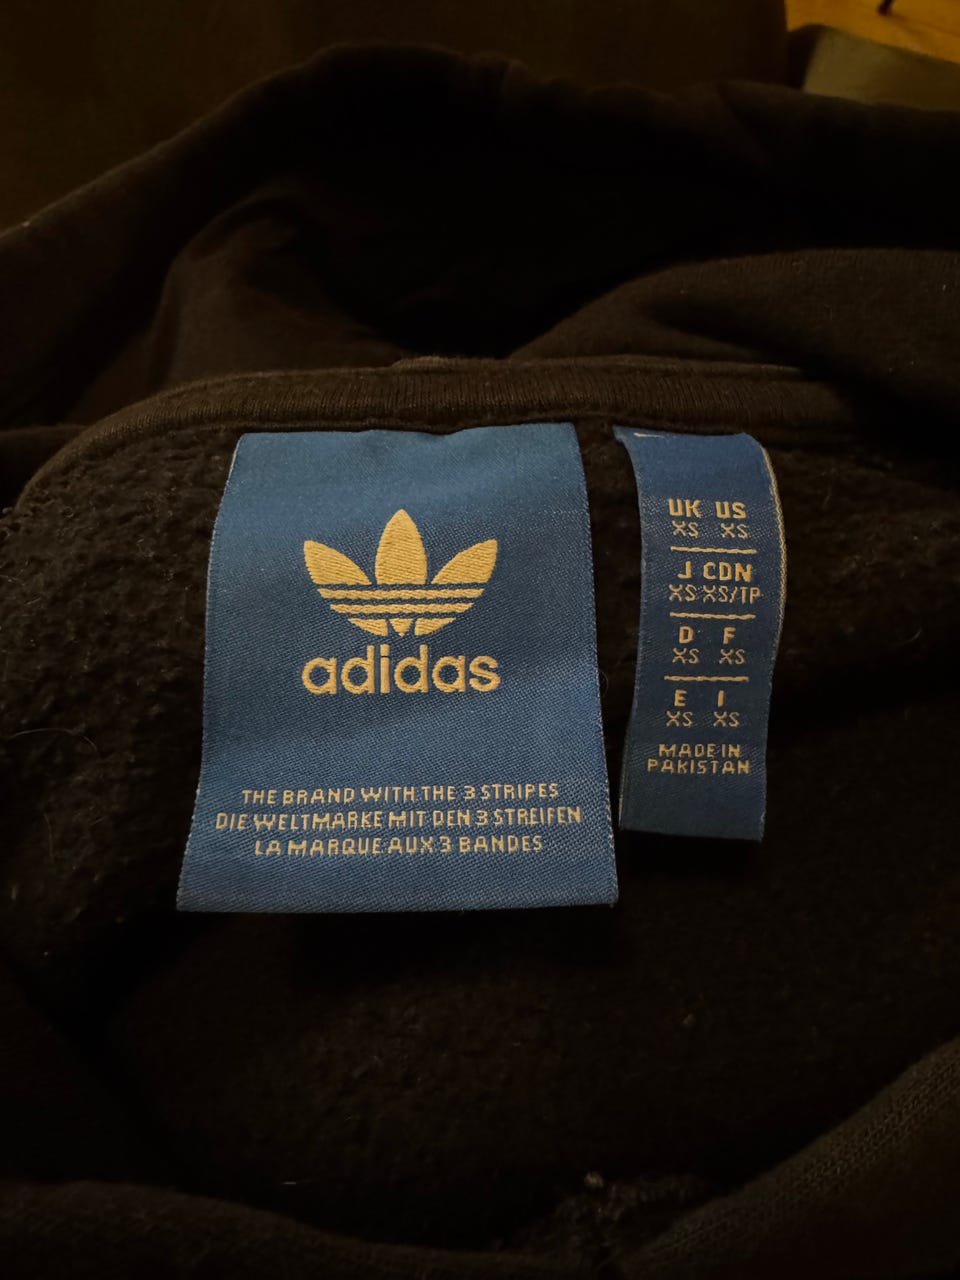 adidas
THE BRAND WITH THE 3 STRIPES
DIE WELTMARKE MIT DEN 3 STREIFEN
LA MARQUE AUX 3 BANDES
UK US
XS XS
J CDN
XS XS/TP
D F
XS XS
E I
XS XS
MADE IN
PAKISTAN